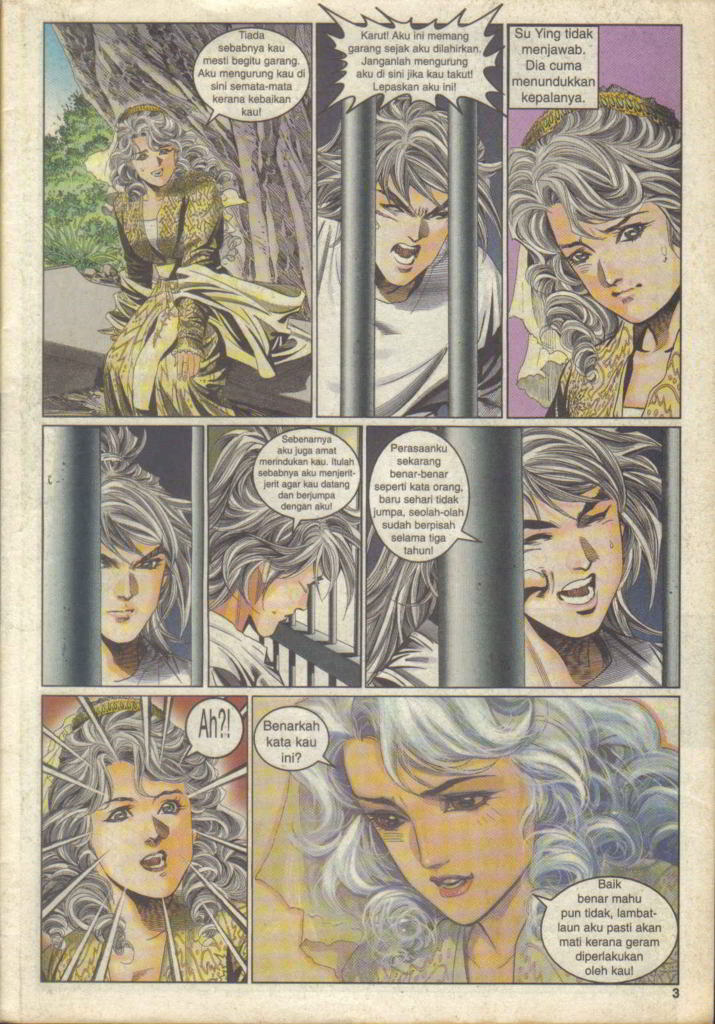 Tiada
sebabnya kau
mesti begitu garang.
Aku mengurung kau di
sini semata-mata
kerana kebaikan
kau!
Karut! Aku ini memang
garang sejak aku dilahirkan.
Janganlah mengurung
aku di sini jika kau takut!
Lepaskan aku ini!
Su Ying tidak
menjawab.
Dia cuma
menundukkan
kepalanya.
Sebenarnya
aku juga amat
merindukan kau. Itulah
sebabnya aku menjerit-
jerit agar kau datang
dan berjumpa
dengan aku!
Perasaanku
sekarang
benar-benar
seperti kata orang,
baru sehari tidak
jumpa, seolah-olah
sudah berpisah
selama tiga
tahun!
Ah?!
Benarkah
kata kau
ini?
Baik
benar mahu
pun tidak, lambat-
laun aku pasti akan
mati kerana geram
diperlakukan
oleh kau!
3